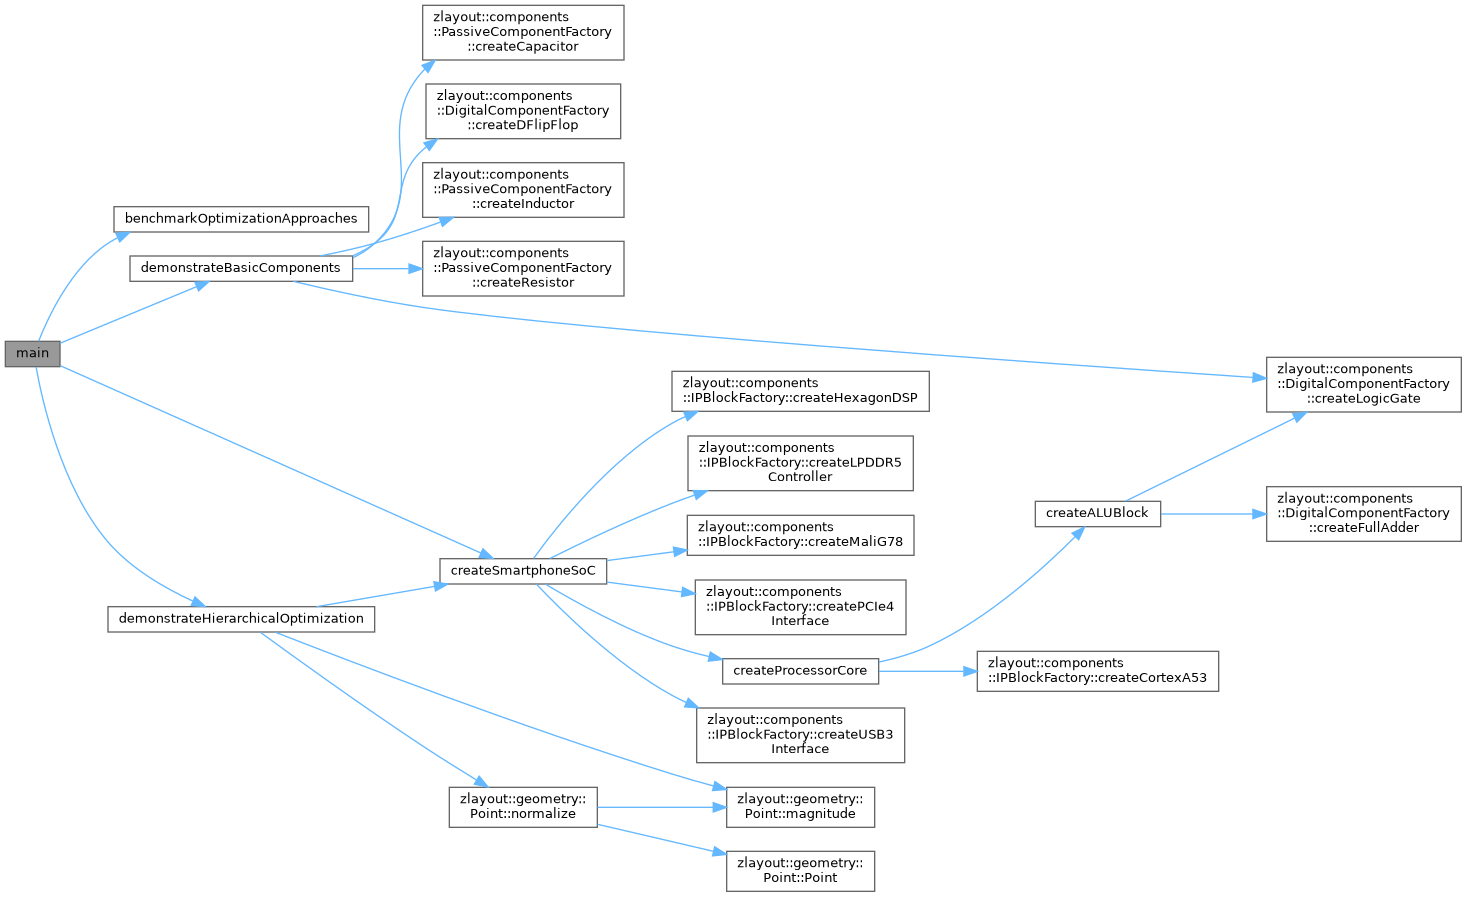 main
benchmarkOptimizationApproaches
demonstrateBasicComponents
zlayout::components
::PassiveComponentFactory
::createCapacitor
zlayout::components
::DigitalComponentFactory
::createDFlipFlop
zlayout::components
::PassiveComponentFactory
::createInductor
zlayout::components
::PassiveComponentFactory
::createResistor
zlayout::components
::DigitalComponentFactory
::createLogicGate
createSmartphoneSoC
zlayout::components
::IPBlockFactory::createHexagonDSP
zlayout::components
::IPBlockFactory::createLPDDR5
Controller
zlayout::components
::IPBlockFactory::createMaliG78
zlayout::components
::IPBlockFactory::createPCIe4
Interface
createProcessorCore
createALUBlock
zlayout::components
::DigitalComponentFactory
::createFullAdder
zlayout::components
::IPBlockFactory::createCortexA53
zlayout::components
::IPBlockFactory::createUSB3
Interface
demonstrateHierarchicalOptimization
zlayout::geometry::
Point::normalize
zlayout::geometry::
Point::magnitude
zlayout::geometry::
Point::Point